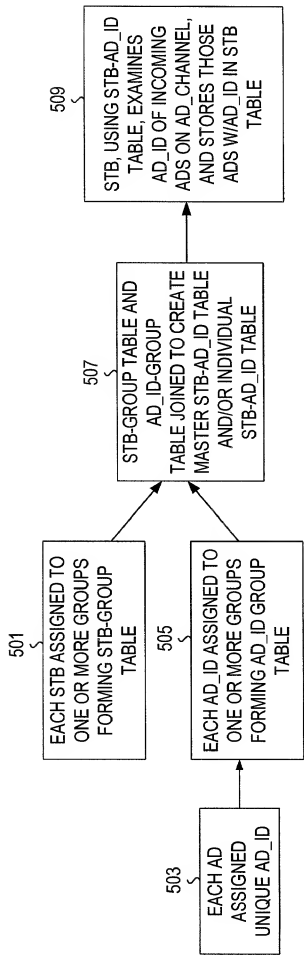 501
EACH STB ASSIGNED TO
ONE OR MORE GROUPS
FORMING STB-GROUP
TABLE
503
EACH AD
ASSIGNED
UNIQUE AD_ID
505
EACH AD_ID ASSIGNED TO
ONE OR MORE GROUPS
FORMING AD_ID GROUP
TABLE
507
STB-GROUP TABLE AND
AD_ID-GROUP
TABLE JOINED TO CREATE
MASTER STB-AD_ID TABLE
AND/OR INDIVIDUAL
STB-AD_ID TABLE
509
STB, USING STB-AD_ID
TABLE, EXAMINES
AD_ID OF INCOMING
ADS ON AD_CHANNEL,
AND STORES THOSE
ADS W/AD_ID IN STB
TABLE